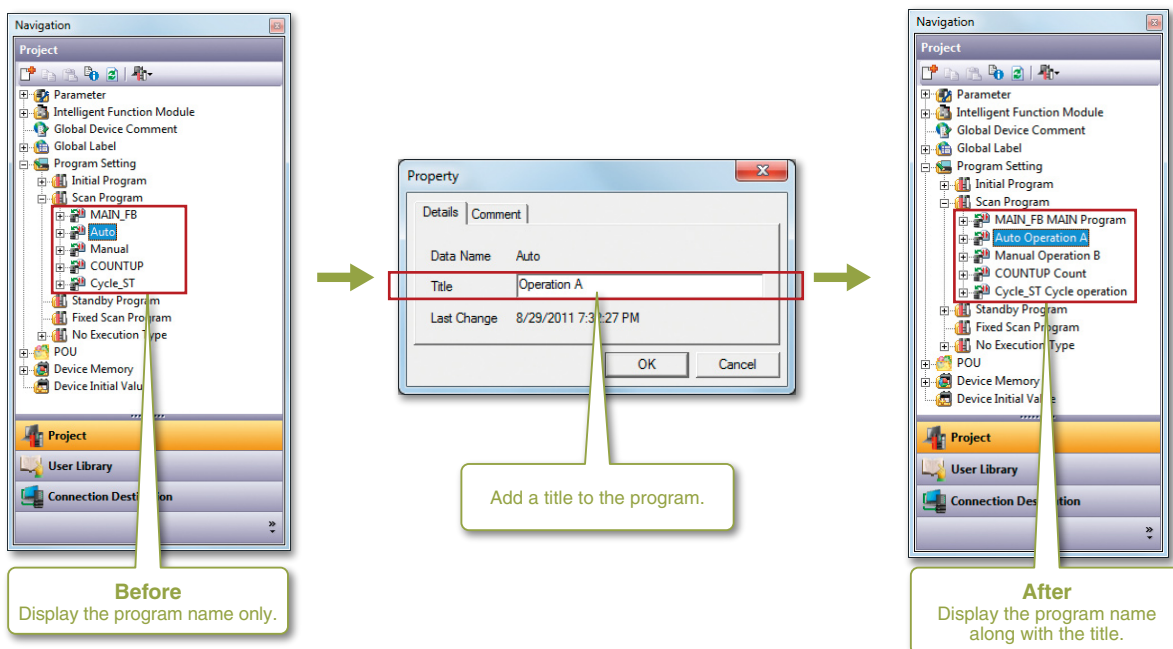 Navigation
Project
Parameter
Intelligent Function Module
Global Device Comment
Global Label
Program Setting
Initial Program
Scan Program
MAIN_FB
Auto
Manual
COUNTUP
Cycle_ST
Standby Program
Fixed Scan Program
No Execution Type
POU
Device Memory
Device Initial Valu
Project
User Library
Connection Destination
Before
Display the program name only.
Property
Details
Comment
Data Name Auto
Title Operation A
Last Change 8/29/2011 7:32:27 PM
OK Cancel
Add a title to the program.
Navigation
Project
Parameter
Intelligent Function Module
Global Device Comment
Global Label
Program Setting
Initial Program
Scan Program
MAIN_FB MAIN Program
Auto Operation A
Manual Operation B
COUNTUP Count
Cycle_ST Cycle operation
Standby Program
Fixed Scan Program
No Execution Type
POU
Device Memory
Device Initial Value
Project
User Library
Connection Destination
After
Display the program name
along with the title.